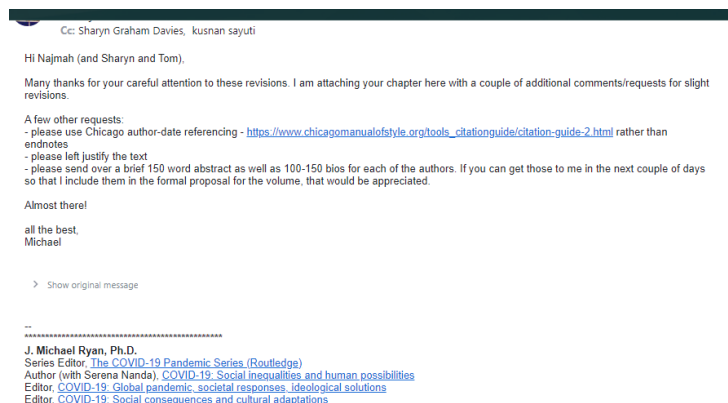 Cc: Sharyn Graham Davies, kusnan sayuti
Hi Najmah (and Sharyn and Tom),
Many thanks for your careful attention to these revisions. I am attaching your chapter here with a couple of additional comments/requests for slight
revisions.
A few other requests:
- please use Chicago author-date referencing - https://www.chicagomanualofstyle.org/tools_citationguide/citation-guide-2.html rather than
endnotes
- please left justify the text
- please send over a brief 150 word abstract as well as 100-150 bios for each of the authors. If you can get those to me in the next couple of days
so that I include them in the formal proposal for the volume, that would be appreciated.
Almost there!
all the best,
Michael
> Show original message
--
************************************************
J. Michael Ryan, Ph.D.
Series Editor, The COVID-19 Pandemic Series (Routledge)
Author (with Serena Nanda), COVID-19: Social inequalities and human possibilities
Editor, COVID-19: Global pandemic, societal responses, ideological solutions
Editor, COVID-19: Social consequences and cultural adaptations